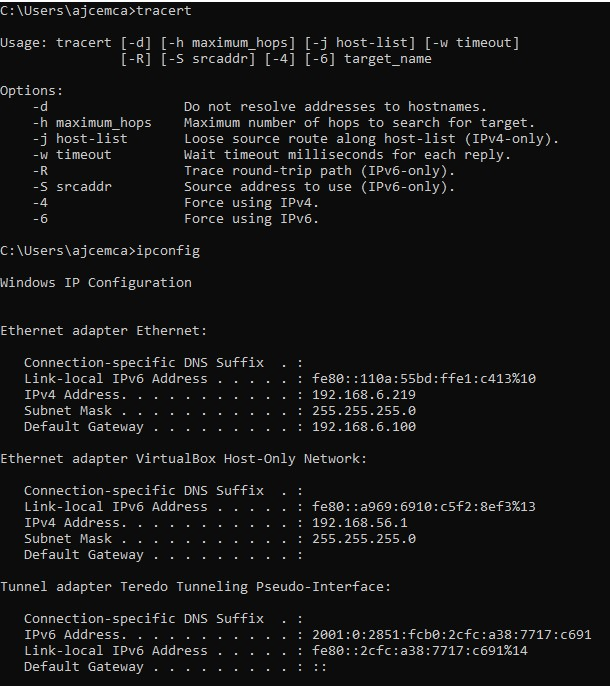 C:\Users\ajcemca>tracert
Usage: tracert [-d] [-h maximum_hops] [-j host-list] [-w timeout]
               [-R] [-S srcaddr] [-4] [-6] target_name
Options:
    -d                 Do not resolve addresses to hostnames.
    -h maximum_hops    Maximum number of hops to search for target.
    -j host-list       Loose source route along host-list (IPv4-only).
    -w timeout         Wait timeout milliseconds for each reply.
    -R                 Trace round-trip path (IPv6-only).
    -S srcaddr         Source address to use (IPv6-only).
    -4                 Force using IPv4.
    -6                 Force using IPv6.
C:\Users\ajcemca>ipconfig
Windows IP Configuration
Ethernet adapter Ethernet:
   Connection-specific DNS Suffix  . :
   Link-local IPv6 Address . . . . . : fe80::110a:55bd:ffe1:c413%10
   IPv4 Address. . . . . . . . . . . : 192.168.6.219
   Subnet Mask . . . . . . . . . . . : 255.255.255.0
   Default Gateway . . . . . . . . . : 192.168.6.100
Ethernet adapter VirtualBox Host-Only Network:
   Connection-specific DNS Suffix  . :
   Link-local IPv6 Address . . . . . : fe80::a969:6910:c5f2:8ef3%13
   IPv4 Address. . . . . . . . . . . : 192.168.56.1
   Subnet Mask . . . . . . . . . . . : 255.255.255.0
   Default Gateway . . . . . . . . . :
Tunnel adapter Teredo Tunneling Pseudo-Interface:
   Connection-specific DNS Suffix  . :
   IPv6 Address. . . . . . . . . . . : 2001:0:2851:fcb0:2cfc:a38:7717:c691
   Link-local IPv6 Address . . . . . : fe80::2cfc:a38:7717:c691%14
   Default Gateway . . . . . . . . . : ::